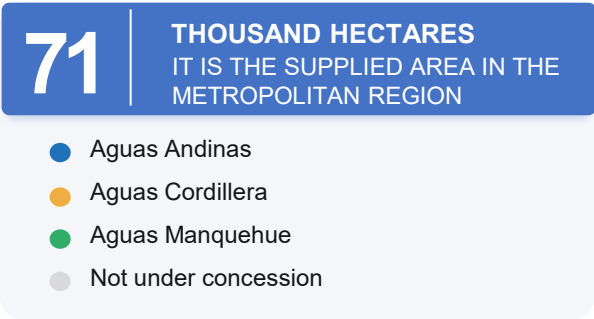 71
THOUSAND HECTARES
IT IS THE SUPPLIED AREA IN THE
METROPOLITAN REGION
Aguas Andinas
Aguas Cordillera
Aguas Manquehue
Not under concession